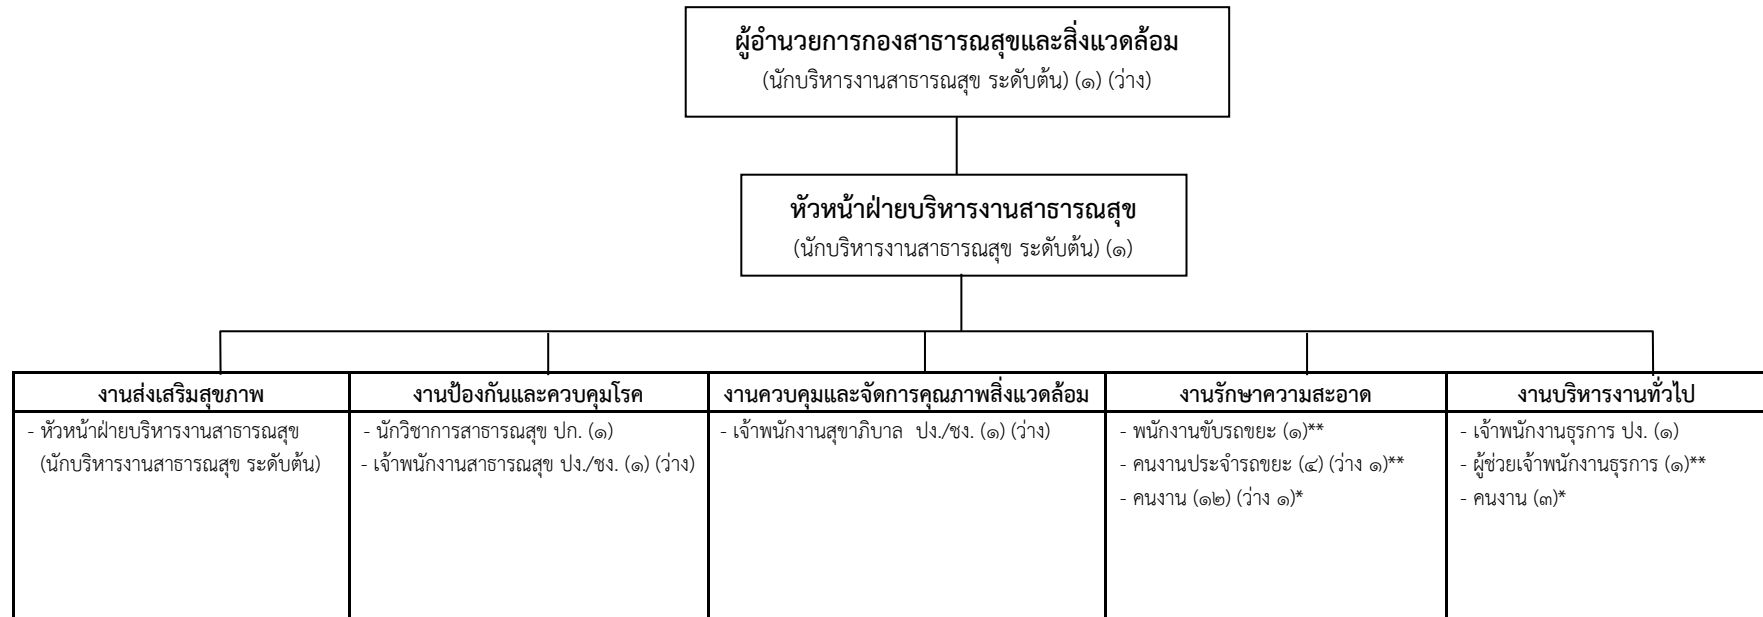 ผู้อำนวยการกองสาธารณสุขและสิ่งแวดล้อม
(นักบริหารงานสาธารณสุข ระดับต้น) (๑) (ว่าง)
หัวหน้าฝ่ายบริหารงานสาธารณสุข
(นักบริหารงานสาธารณสุข ระดับต้น) (๑)
งานส่งเสริมสุขภาพ
- หัวหน้าฝ่ายบริหารงานสาธารณสุข
(นักบริหารงานสาธารณสุข ระดับต้น)
งานป้องกันและควบคุมโรค
- นักวิชาการสาธารณสุข ปก. (๑)
- เจ้าพนักงานสาธารณสุข ปง./ชง. (๑) (ว่าง)
งานควบคุมและจัดการคุณภาพสิ่งแวดล้อม
- เจ้าพนักงานสุขาภิบาล ปง./ชง. (๑) (ว่าง)
งานรักษาความสะอาด
- พนักงานขับรถขยะ (๑)**
- คนงานประจำรถขยะ (๔) (ว่าง ๑)**
- คนงาน (๑๒) (ว่าง ๑)*
งานบริหารงานทั่วไป
- เจ้าพนักงานธุรการ ปง. (๑)
- ผู้ช่วยเจ้าพนักงานธุรการ (๑)**
- คนงาน (๓)*